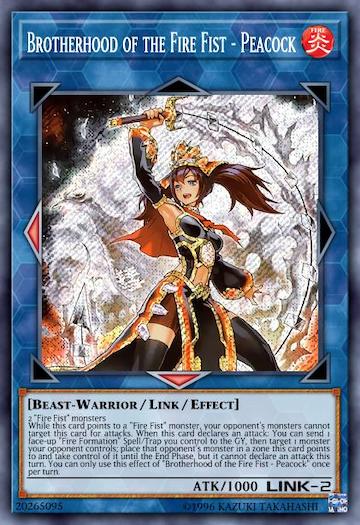 BROTHERHOOD OF THE FIRE FIST - PEACOCK
FIRE
炎
[BEAST-WARRIOR/LINK/EFFECT]
2 "Fire Fist" monsters
While this card points to a "Fire Fist" monster, your opponent's monsters cannot
target this card for attacks. When this card declares an attack: You can send 1
face-up "Fire Formation" Spell/Trap you control to the GY, then target 1 monster
your opponent controls; place that opponent's monster in a zone this card points
to and take control of it until the End Phase, but it cannot declare an attack this
turn. You can only use this effect of "Brotherhood of the Fire Fist - Peacock" once
per turn.
ATK/1000 LINK-2
20265095 ©1996 KAZUKI TAKAHASHI